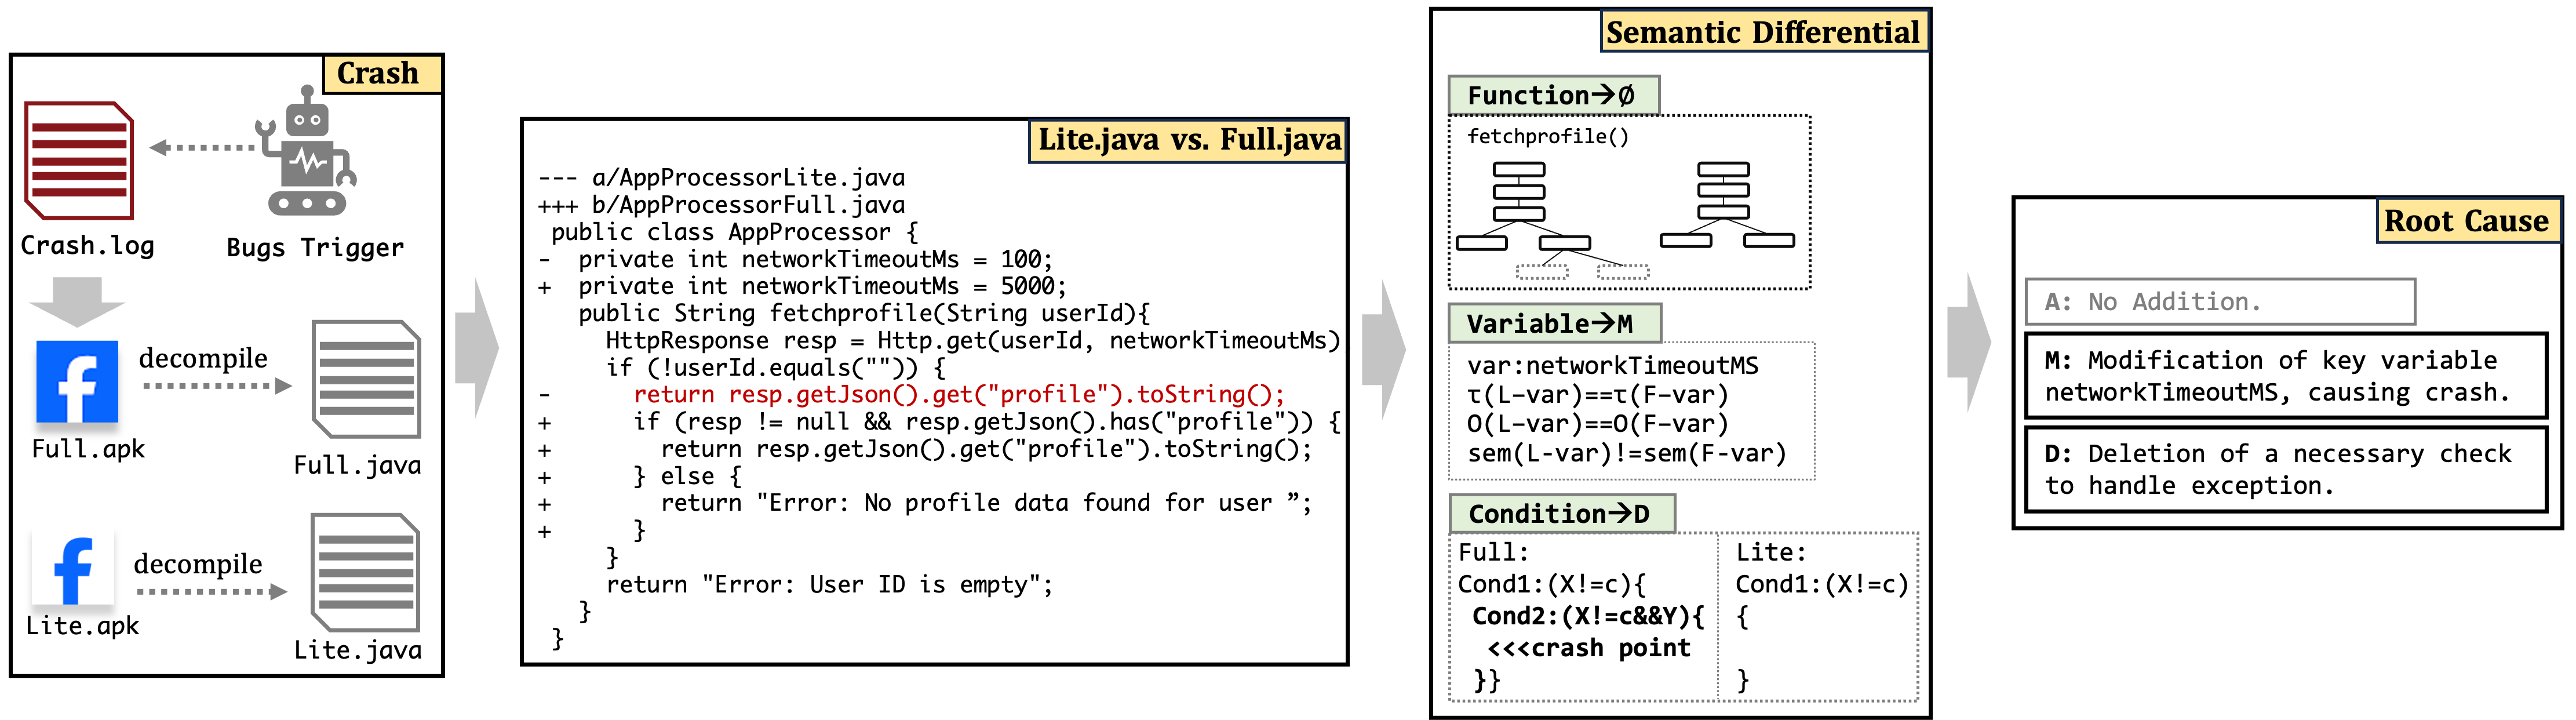 Crash
Crash.log
Bugs Trigger
decompile
Full.apk
Full.java
decompile
Lite.apk
Lite.java
Lite.java vs. Full.java
--- a/AppProcessorLite.java
+++ b/AppProcessorFull.java
public class AppProcessor {
-  private int networkTimeoutMs = 100;
+  private int networkTimeoutMs = 5000;
public String fetchprofile(String userId){
HttpResponse resp = Http.get(userId, networkTimeoutMs)
if (!userId.equals("")) {
-      return resp.getJson().get("profile").toString();
+      if (resp != null && resp.getJson().has("profile")) {
+        return resp.getJson().get("profile").toString();
+      } else {
+        return "Error: No profile data found for user ”;
+      }
}
return "Error: User ID is empty";
}
}
Semantic Differential
Function→Ø
fetchprofile()
Variable→M
var:networkTimeoutMS
τ(L-var)==τ(F-var)
O(L-var)==O(F-var)
sem(L-var)!=sem(F-var)
Condition→D
Full:
Cond1:(X!=c){
Cond2:(X!=c&&Y){
<<<crash point
}}
Lite:
Cond1:(X!=c)
{
}
Root Cause
A: No Addition.
M: Modification of key variable
networkTimeoutMS, causing crash.
D: Deletion of a necessary check
to handle exception.